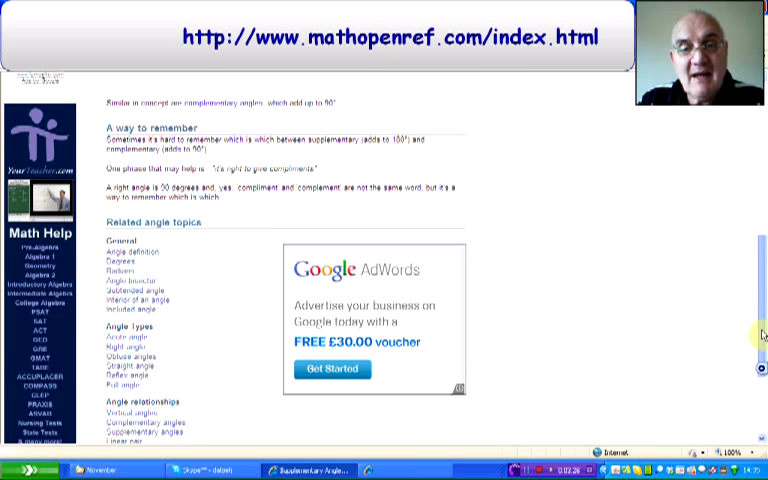 http://www.mathopenref.com/index.html
Similar in concept are complementary angles, which add up to 90°
A way to remember
Sometimes it's hard to remember which is which between supplementary (adds to 180°) and
complementary (adds to 90°)
One phrase that may help is "it's right to give compliments"
A right angle is 90 degrees and, yes, 'compliment' and 'complement' are not the same word, but it's a
way to remember which is which
YourTeacher.com
Math Help
Pre-Algebra
Algebra 1
Geometry
Algebra 2
Introductory Algebra
Intermediate Algebra
College Algebra
PSAT
SAT
ACT
GED
GRE
GMAT
TABE
ACCUPLACER
COMPASS
CLEP
PRAXIS
ASVAB
Nursing Tests
State Tests
& many more!
Related angle topics
General
Angle definition
Degrees
Radians
Angle bisector
Subtended angle
Interior of an angle
Included angle
Angle Types
Acute angle
Right angle
Obtuse angles
Straight angle
Reflex angle
Full angle
Angle relationships
Vertical angles
Complementary angles
Supplementary angles
Linear pair
Google AdWords
Advertise your business on
Google today with a
FREE £30.00 voucher
Get Started
Internet
100%
November
Supplementary Angle...
0:02:26